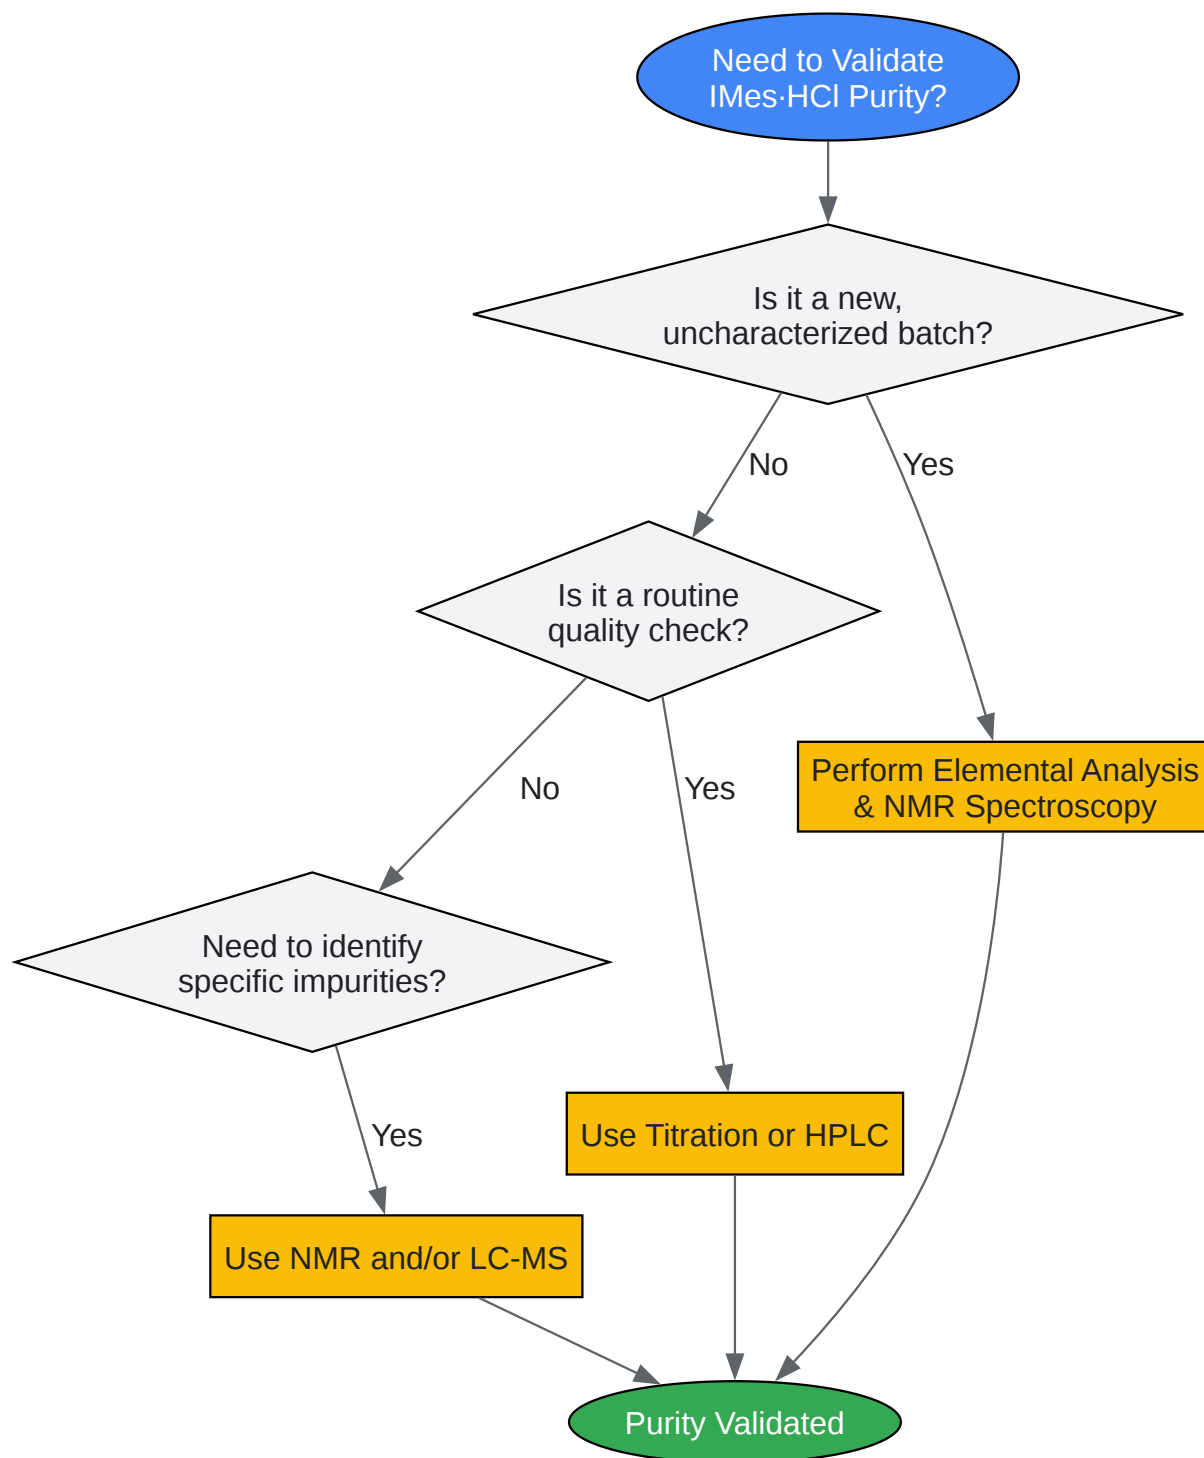 Need to Validate
IMes·HCl Purity?
Is it a new,
uncharacterized batch?
No
Yes
Is it a routine
quality check?
Perform Elemental Analysis
& NMR Spectroscopy
No
Yes
Need to identify
specific impurities?
Yes
Use Titration or HPLC
Use NMR and/or LC-MS
Purity Validated